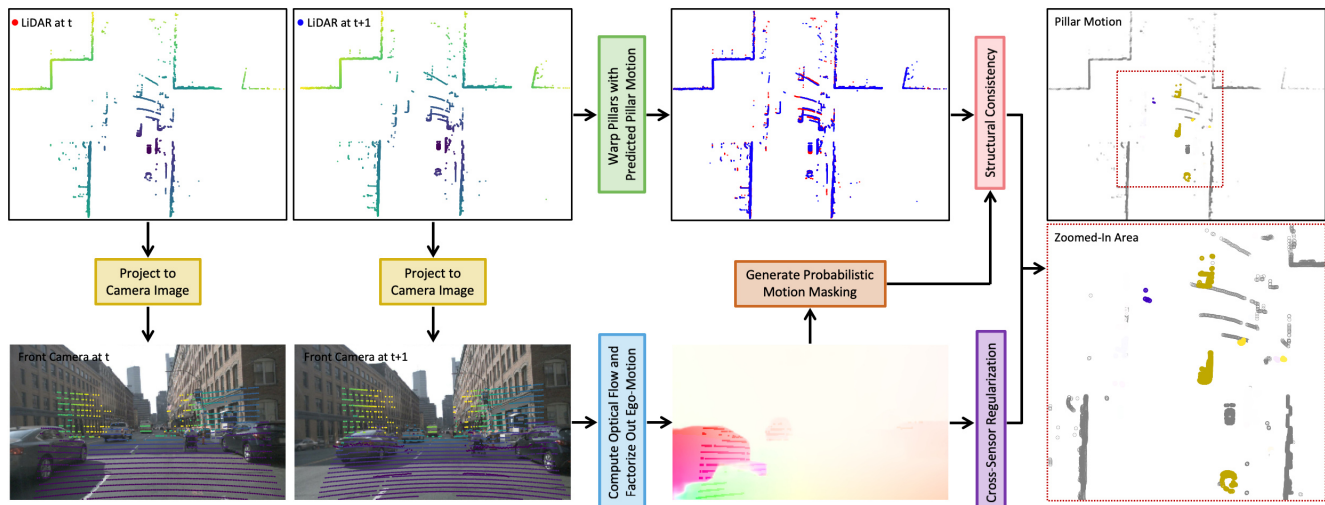 LiDAR at t
LiDAR at t+1
Warp Pillars with
Predicted Pillar Motion
Structural Consistency
Pillar Motion
Project to
Camera Image
Project to
Camera Image
Generate Probabilistic
Motion Masking
Zoomed-In Area
Front Camera at t
Front Camera at t+1
Compute Optical Flow and
Factorize Out Ego-Motion
Cross-Sensor Regularization